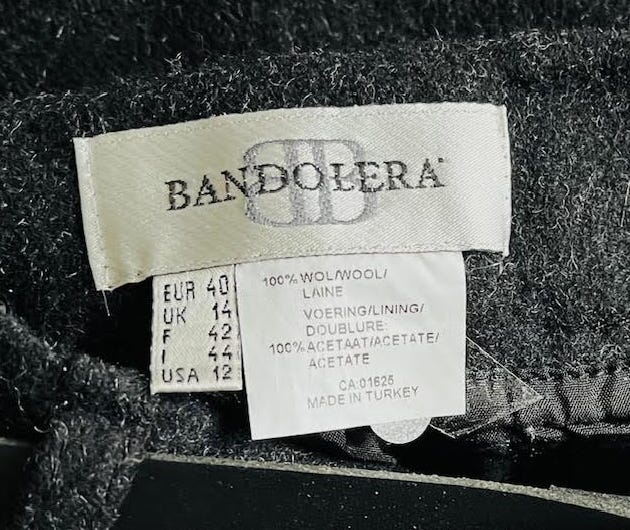 BANDOLERA
EUR 40
UK 14
F 42
I 44
USA 12
100% WOL/WOOL/
LAINE
VOERING/LINING/
DOUBLURE:
100% ACETAAT/ACETATE/
ACETATE
CA:01625
MADE IN TURKEY